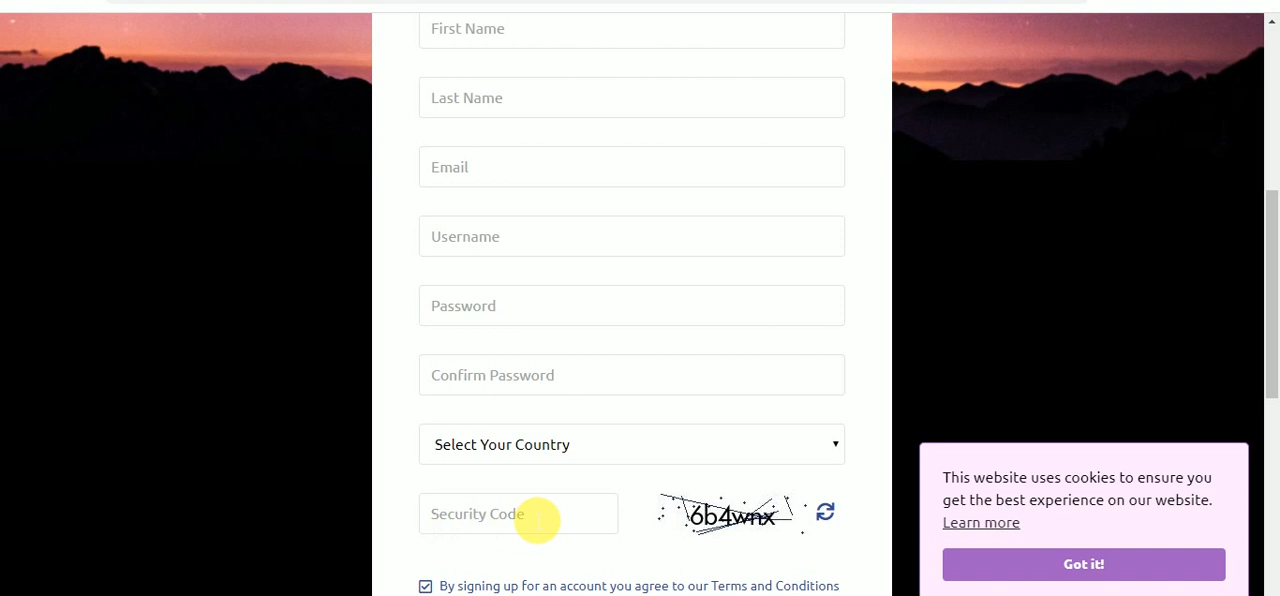 First Name
Last Name
Email
Username
Password
Confirm Password
Select Your Country
Security Code
6b4wnx
By signing up for an account you agree to our Terms and Conditions
This website uses cookies to ensure you
get the best experience on our website.
Learn more
Got it!